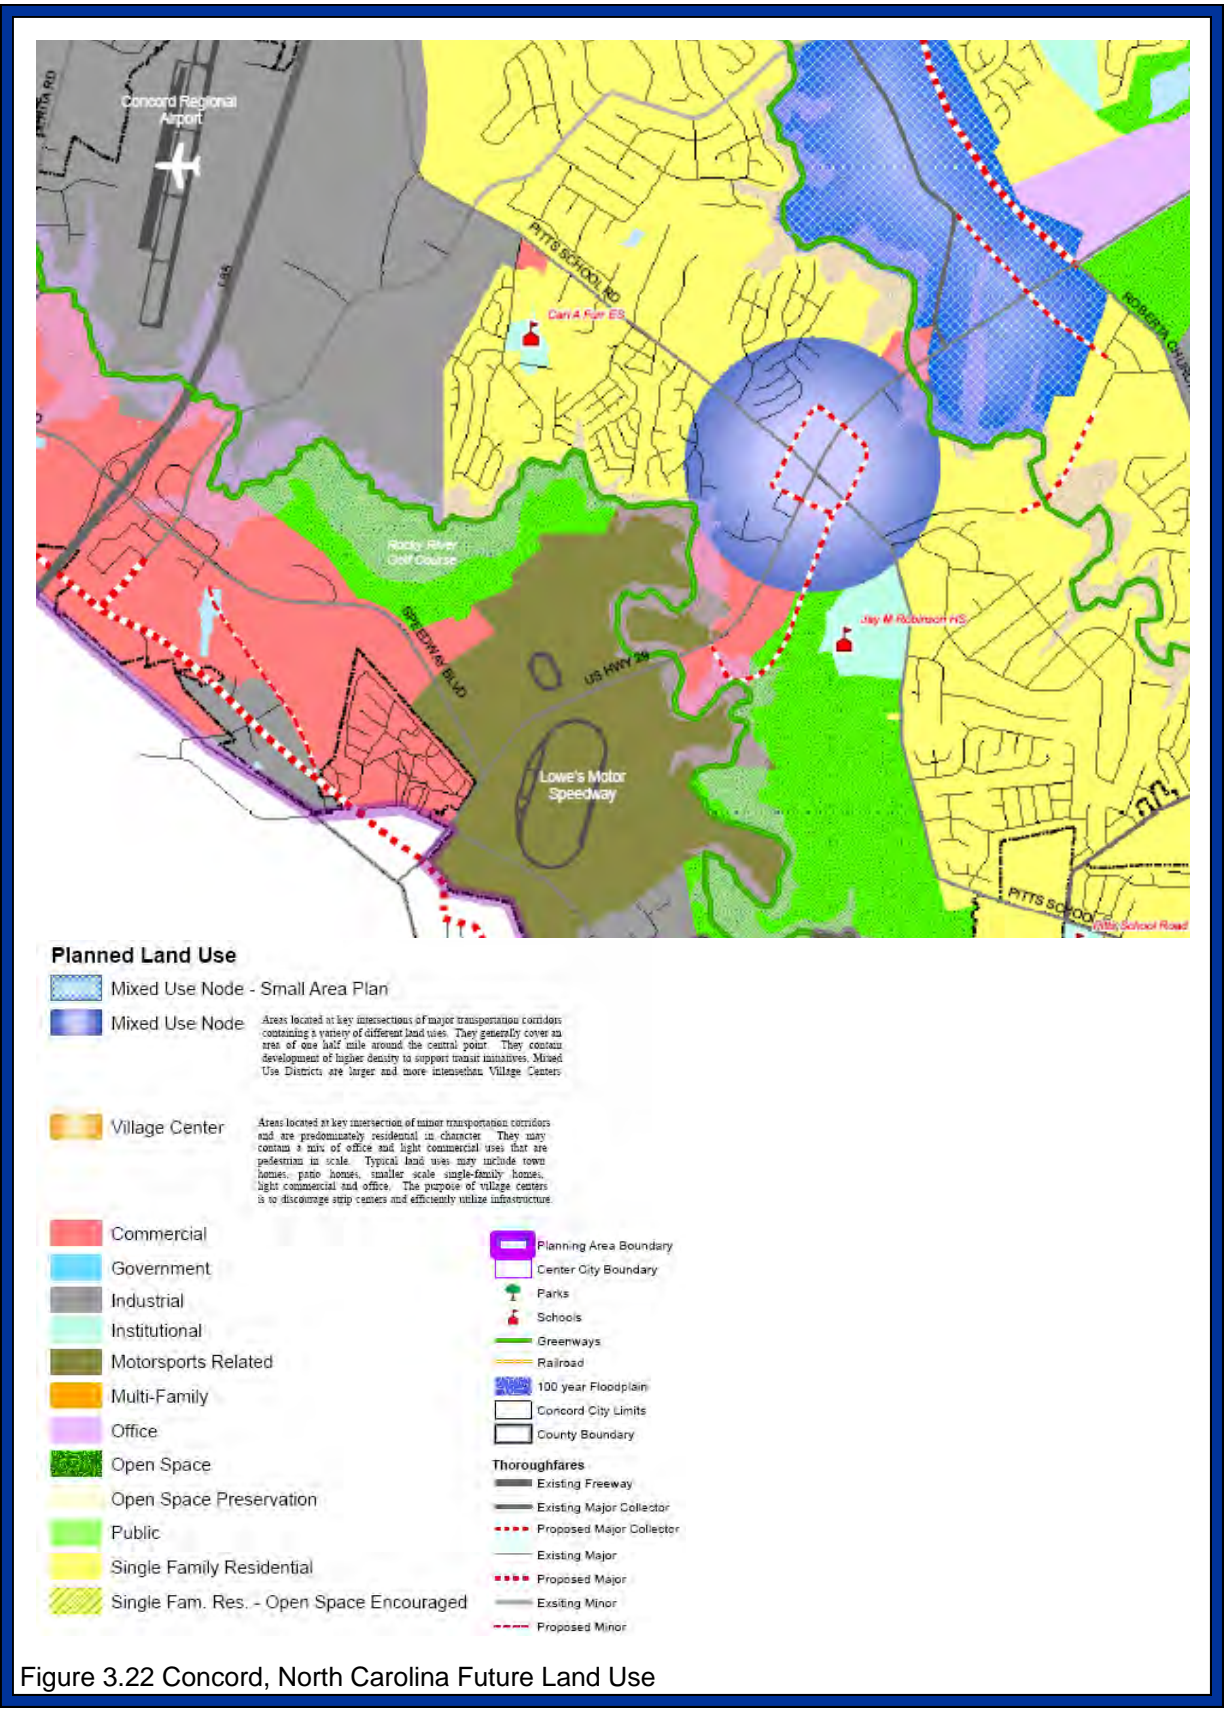 Concord Regional
Airport
I-85
PITTS SCHOOL RD
Carl A Furr ES
ROBERTA CHURCH
Rocky River
Golf Course
SPEEDWAY BLVD
US HWY 29
Jay M Robinson HS
Lowe's Motor
Speedway
PITTS SCHOOL
Pitts School Road
Planned Land Use
Mixed Use Node - Small Area Plan
Mixed Use Node
Areas located at key intersections of major transportation corridors
containing a variety of different land uses. They generally cover an
area of one half mile around the central point. They contain
development of higher density to support transit initiatives. Mixed
Use Districts are larger and more intensethan Village Centers
Village Center
Areas located at key intersection of minor transportation corridors
and are predominately residential in character. They may
contain a mix of office and light commercial uses that are
pedestrian in scale. Typical land uses may include town
homes, patio homes, smaller scale single-family homes,
light commercial and office. The purpose of village centers
is to discourage strip centers and efficiently utilize infrastructure.
Commercial
Government
Industrial
Institutional
Motorsports Related
Multi-Family
Office
Open Space
Open Space Preservation
Public
Single Family Residential
Single Fam. Res. - Open Space Encouraged
Planning Area Boundary
Center City Boundary
Parks
Schools
Greenways
Railroad
100 year Floodplain
Concord City Limits
County Boundary
Thoroughfares
Existing Freeway
Existing Major Collector
Proposed Major Collector
Existing Major
Proposed Major
Exsiting Minor
Proposed Minor
Figure 3.22 Concord, North Carolina Future Land Use